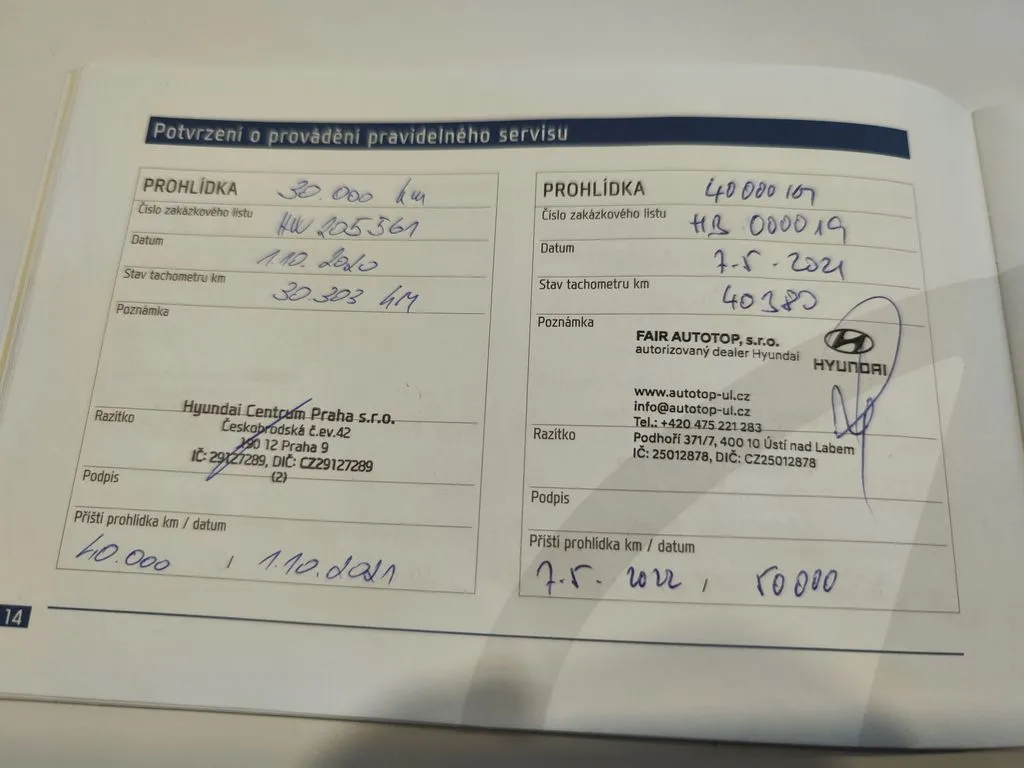 Potvrzení o provádění pravidelného servisu
PROHLÍDKA 30.000 km
Číslo zakázkového listu HW205561
Datum 1.10.2020
Stav tachometru km 30.303 KM
Poznámka
Razítko
Hyundai Centrum Praha s.r.o.
Českobrodská č.ev.42
190 12 Praha 9
IČ: 29127289, DIČ: CZ29127289
(2)
Podpis
Příští prohlídka km / datum
40.000 / 1.10.2021
PROHLÍDKA 40000
Číslo zakázkového listu HB 000019
Datum 7.5.2021
Stav tachometru km 40380
Poznámka
FAIR AUTOTOP, s.r.o.
autorizovaný dealer Hyundai
HYUNDAI
www.autotop-ul.cz
info@autotop-ul.cz
Tel.: +420 475 221 283
Razítko
Podhoří 371/7, 400 10 Ústí nad Labem
IČ: 25012878, DIČ: CZ25012878
Podpis
Příští prohlídka km / datum
7.5. 2022 / 50000
14